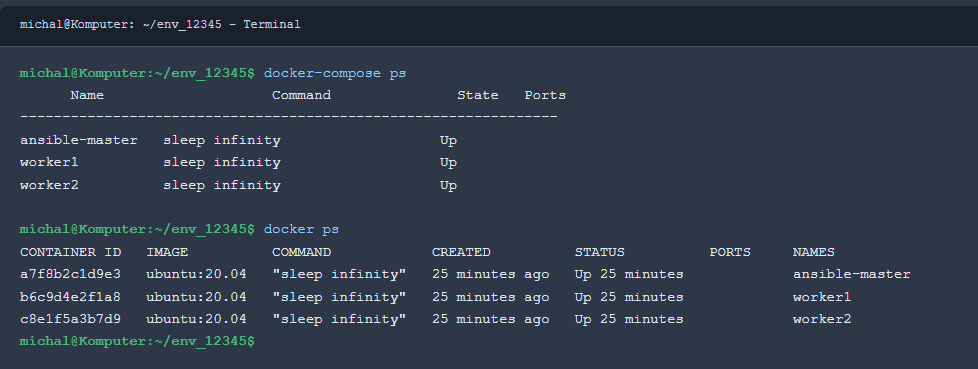 michal@Komputer: ~/env_12345 - Terminal
michal@Komputer:~/env_12345$ docker-compose ps
      Name                    Command               State   Ports
----------------------------------------------------------------
ansible-master   sleep infinity                   Up
worker1          sleep infinity                   Up
worker2          sleep infinity                   Up
michal@Komputer:~/env_12345$ docker ps
CONTAINER ID   IMAGE          COMMAND            CREATED          STATUS          PORTS     NAMES
a7f8b2c1d9e3   ubuntu:20.04   "sleep infinity"   25 minutes ago   Up 25 minutes             ansible-master
b6c9d4e2f1a8   ubuntu:20.04   "sleep infinity"   25 minutes ago   Up 25 minutes             worker1
c8e1f5a3b7d9   ubuntu:20.04   "sleep infinity"   25 minutes ago   Up 25 minutes             worker2
michal@Komputer:~/env_12345$